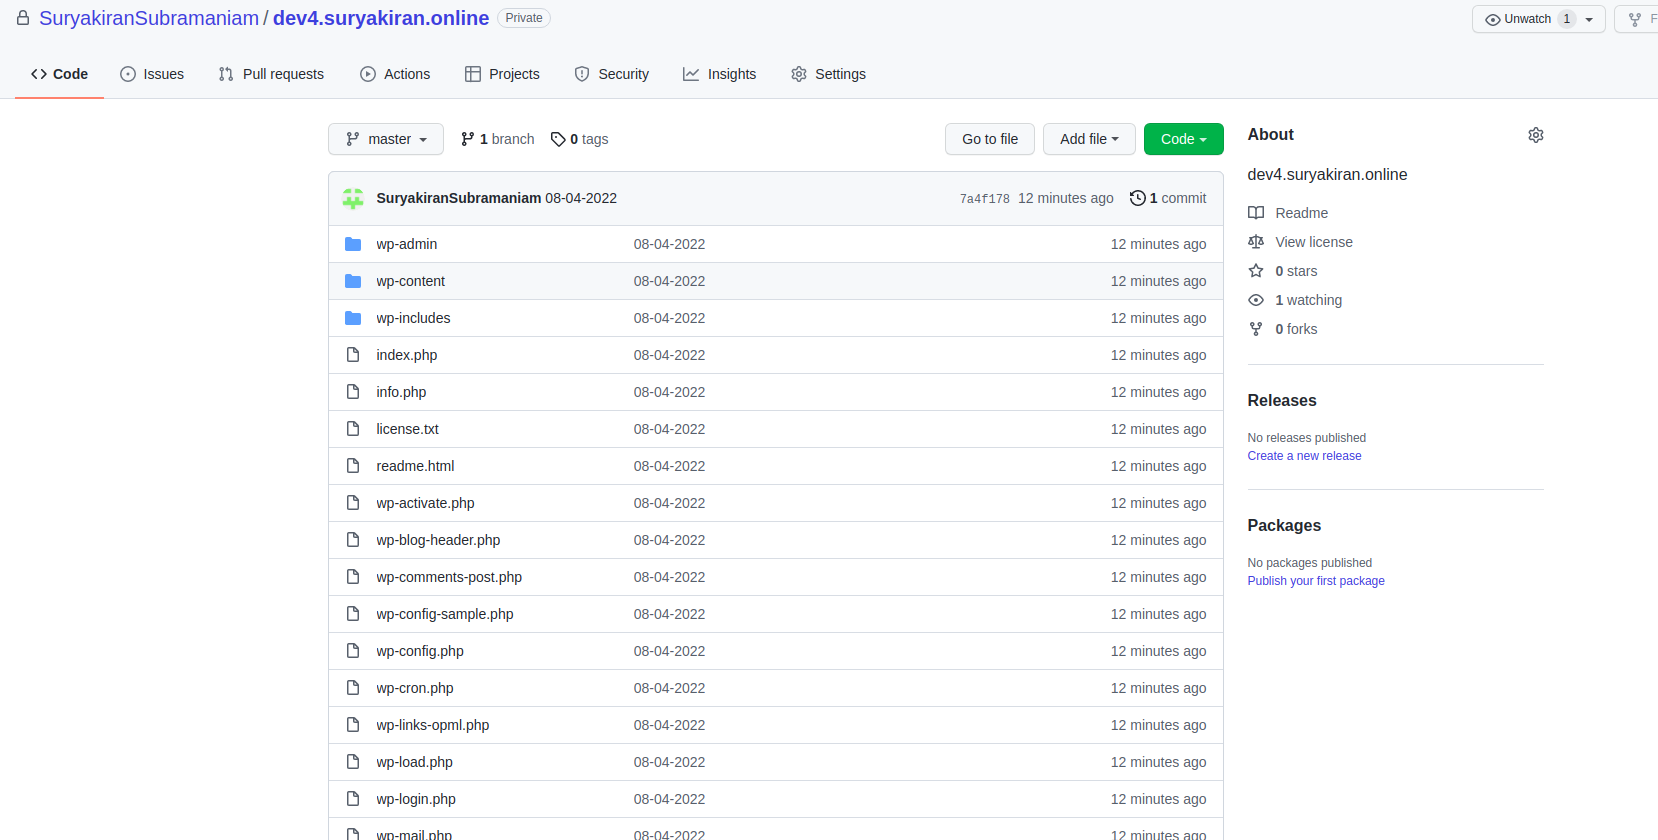 SuryakiranSubramaniam / dev4.suryakiran.online Private
Unwatch 1
F
Code Issues Pull requests Actions Projects Security Insights Settings
master 1 branch 0 tags Go to file Add file Code
SuryakiranSubramaniam 08-04-2022 7a4f178 12 minutes ago 1 commit
wp-admin 08-04-2022 12 minutes ago
wp-content 08-04-2022 12 minutes ago
wp-includes 08-04-2022 12 minutes ago
index.php 08-04-2022 12 minutes ago
info.php 08-04-2022 12 minutes ago
license.txt 08-04-2022 12 minutes ago
readme.html 08-04-2022 12 minutes ago
wp-activate.php 08-04-2022 12 minutes ago
wp-blog-header.php 08-04-2022 12 minutes ago
wp-comments-post.php 08-04-2022 12 minutes ago
wp-config-sample.php 08-04-2022 12 minutes ago
wp-config.php 08-04-2022 12 minutes ago
wp-cron.php 08-04-2022 12 minutes ago
wp-links-opml.php 08-04-2022 12 minutes ago
wp-load.php 08-04-2022 12 minutes ago
wp-login.php 08-04-2022 12 minutes ago
wp-mail.php 08-04-2022 12 minutes ago
About
dev4.suryakiran.online
Readme
View license
0 stars
1 watching
0 forks
Releases
No releases published
Create a new release
Packages
No packages published
Publish your first package